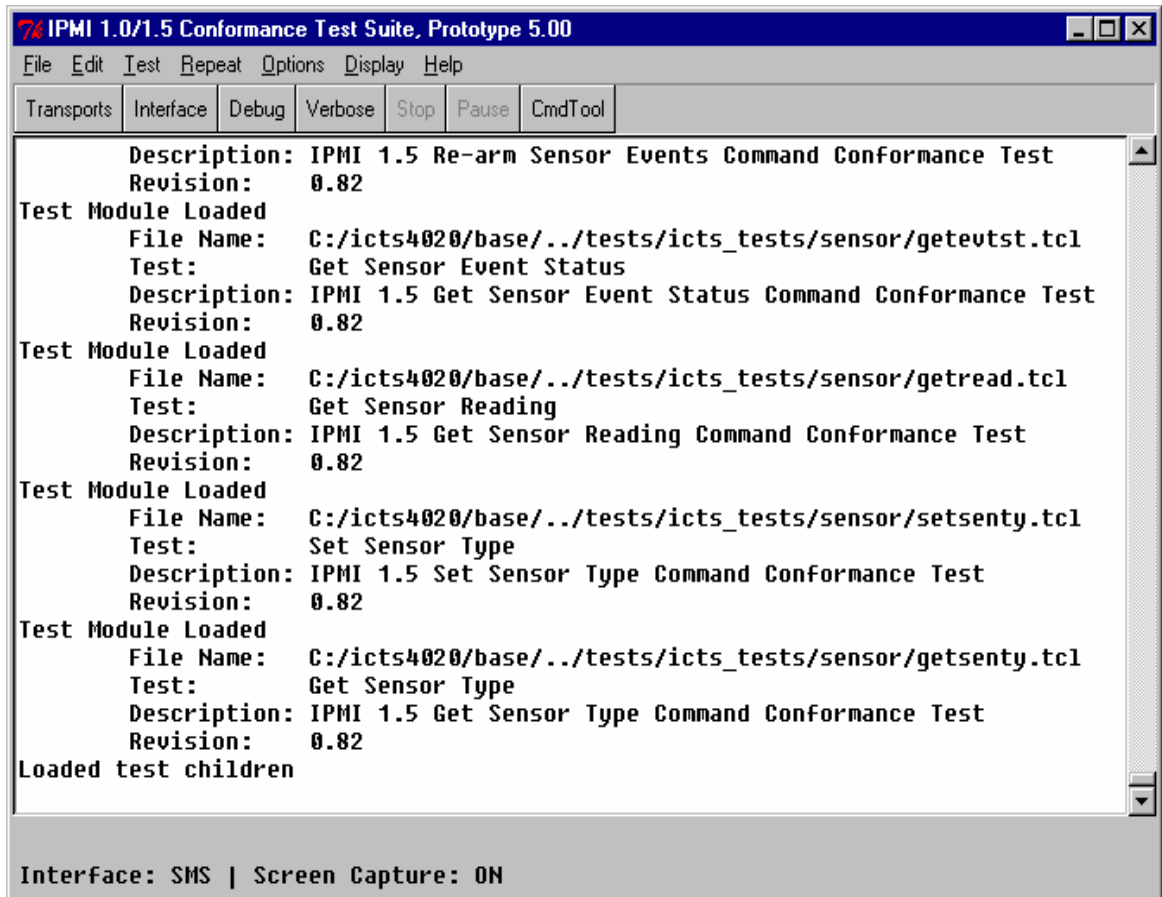 IPMI 1.0/1.5 Conformance Test Suite, Prototype 5.00
File Edit Test Repeat Options Display Help
Transports Interface Debug Verbose Stop Pause CmdTool
Description: IPMI 1.5 Re-arm Sensor Events Command Conformance Test
Revision: 0.82
Test Module Loaded
File Name: C:/icts4020/base/../tests/icts_tests/sensor/getevtst.tcl
Test: Get Sensor Event Status
Description: IPMI 1.5 Get Sensor Event Status Command Conformance Test
Revision: 0.82
Test Module Loaded
File Name: C:/icts4020/base/../tests/icts_tests/sensor/getread.tcl
Test: Get Sensor Reading
Description: IPMI 1.5 Get Sensor Reading Command Conformance Test
Revision: 0.82
Test Module Loaded
File Name: C:/icts4020/base/../tests/icts_tests/sensor/setsenty.tcl
Test: Set Sensor Type
Description: IPMI 1.5 Set Sensor Type Command Conformance Test
Revision: 0.82
Test Module Loaded
File Name: C:/icts4020/base/../tests/icts_tests/sensor/getsenty.tcl
Test: Get Sensor Type
Description: IPMI 1.5 Get Sensor Type Command Conformance Test
Revision: 0.82
Loaded test children
Interface: SMS | Screen Capture: ON